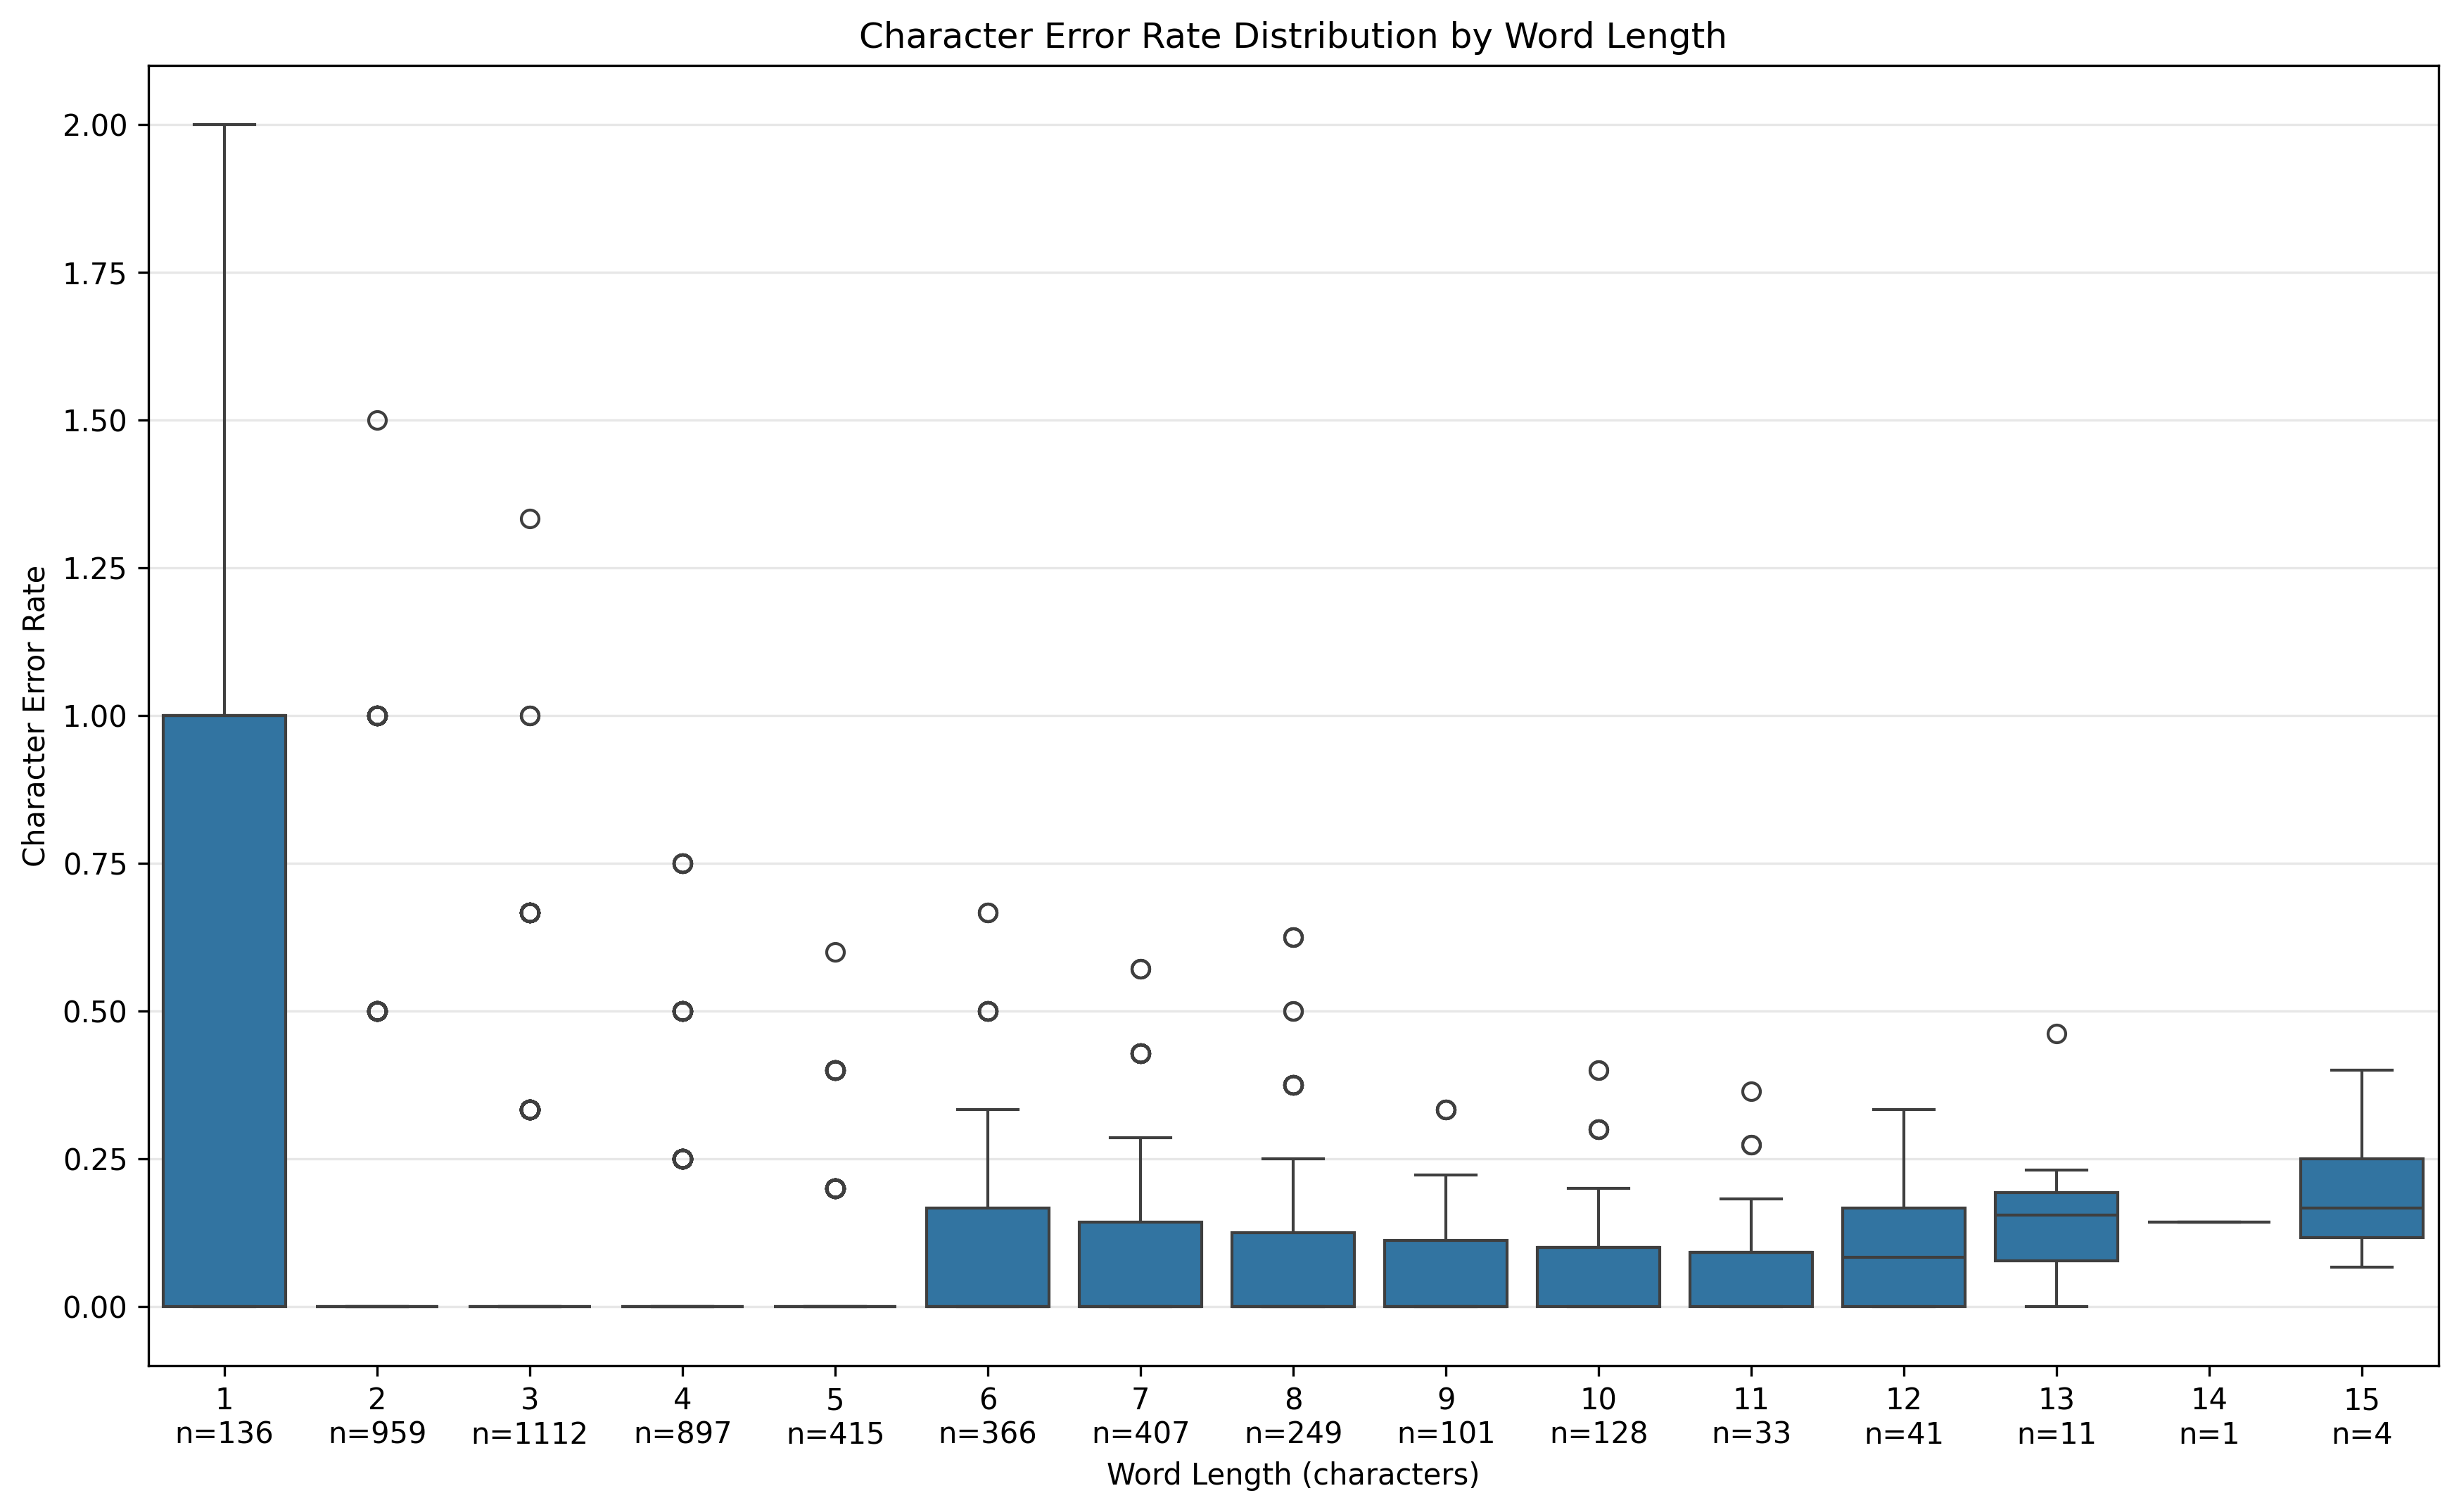 Character Error Rate Distribution by Word Length
Character Error Rate
2.00
1.75
1.50
1.25
1.00
0.75
0.50
0.25
0.00
1 2 3 4 5 6 7 8 9 10 11 12 13 14 15
n=136 n=959 n=1112 n=897 n=415 n=366 n=407 n=249 n=101 n=128 n=33 n=41 n=11 n=1 n=4
Word Length (characters)